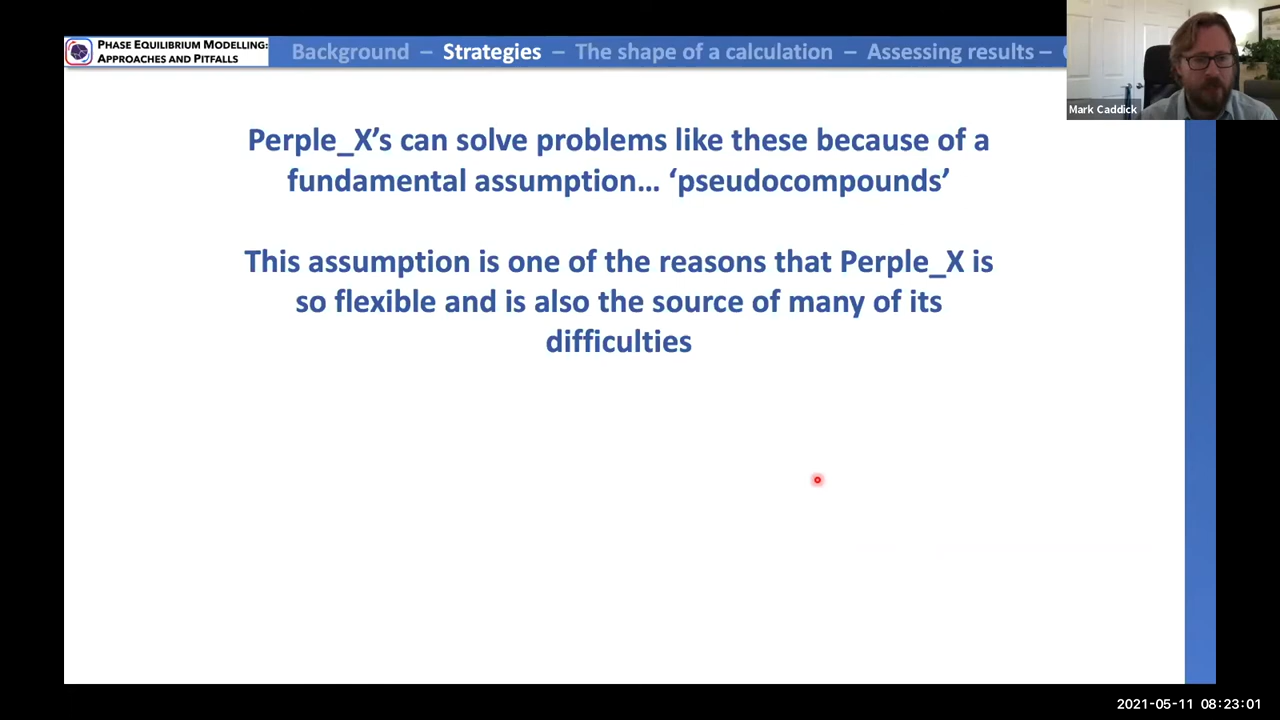 PHASE EQUILIBRIUM MODELLING:
APPROACHES AND PITFALLS
Background – Strategies – The shape of a calculation – Assessing results –
Mark Caddick
Perple_X’s can solve problems like these because of a
fundamental assumption… ‘pseudocompounds’
This assumption is one of the reasons that Perple_X is
so flexible and is also the source of many of its
difficulties
2021-05-11 08:23:01